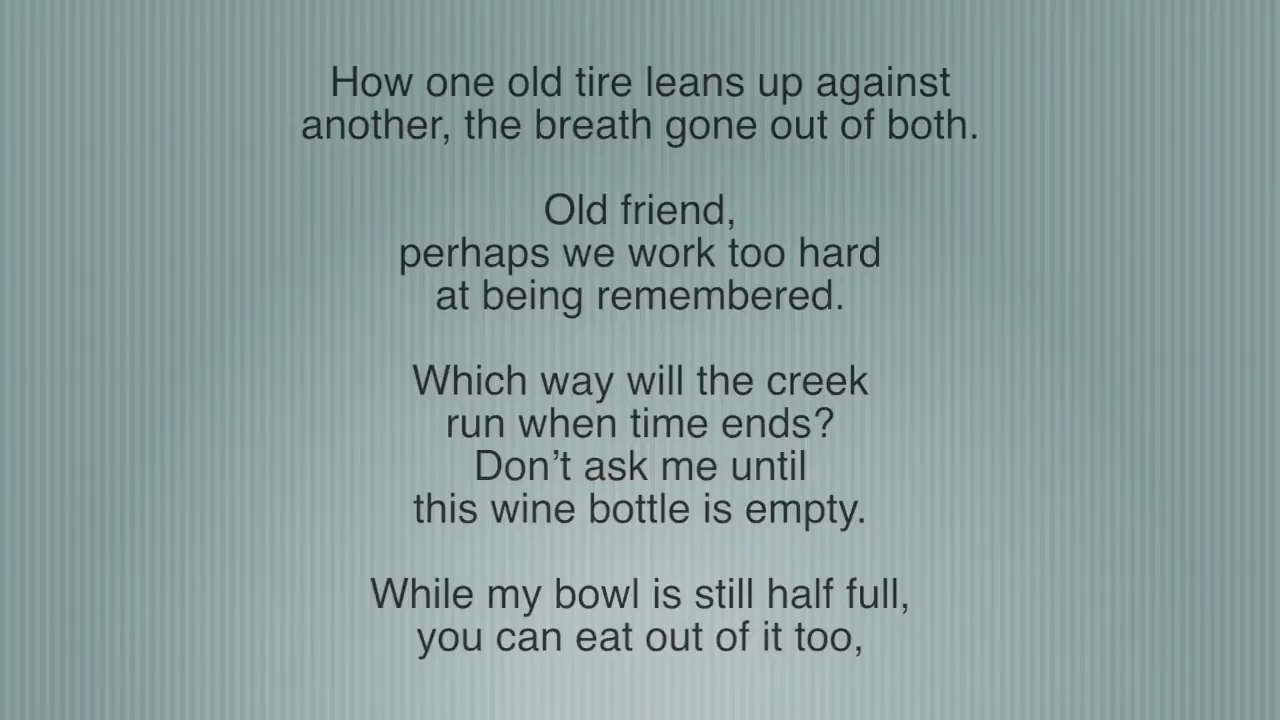 How one old tire leans up against
another, the breath gone out of both.
Old friend,
perhaps we work too hard
at being remembered.
Which way will the creek
run when time ends?
Don’t ask me until
this wine bottle is empty.
While my bowl is still half full,
you can eat out of it too,